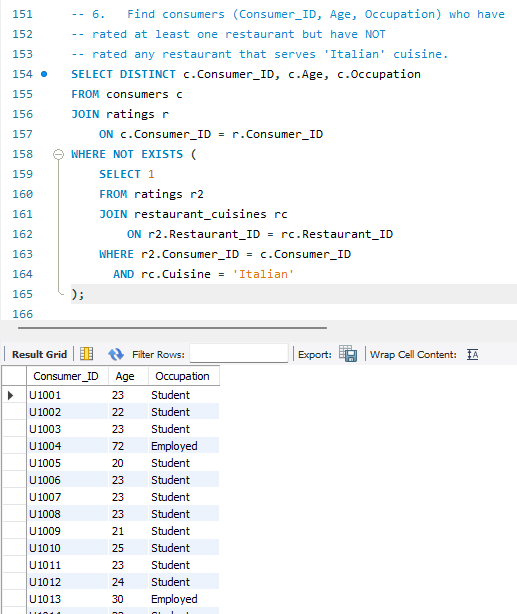 151 -- 6. Find consumers (Consumer_ID, Age, Occupation) who have
152 -- rated at least one restaurant but have NOT
153 -- rated any restaurant that serves 'Italian' cuisine.
154 SELECT DISTINCT c.Consumer_ID, c.Age, c.Occupation
155 FROM consumers c
156 JOIN ratings r
157 ON c.Consumer_ID = r.Consumer_ID
158 WHERE NOT EXISTS (
159 SELECT 1
160 FROM ratings r2
161 JOIN restaurant_cuisines rc
162 ON r2.Restaurant_ID = rc.Restaurant_ID
163 WHERE r2.Consumer_ID = c.Consumer_ID
164 AND rc.Cuisine = 'Italian'
165 );
166
Result Grid Filter Rows: Export: Wrap Cell Content:
Consumer_ID Age Occupation
U1001 23 Student
U1002 22 Student
U1003 23 Student
U1004 72 Employed
U1005 20 Student
U1006 23 Student
U1007 23 Student
U1008 23 Student
U1009 21 Student
U1010 25 Student
U1011 23 Student
U1012 24 Student
U1013 30 Employed